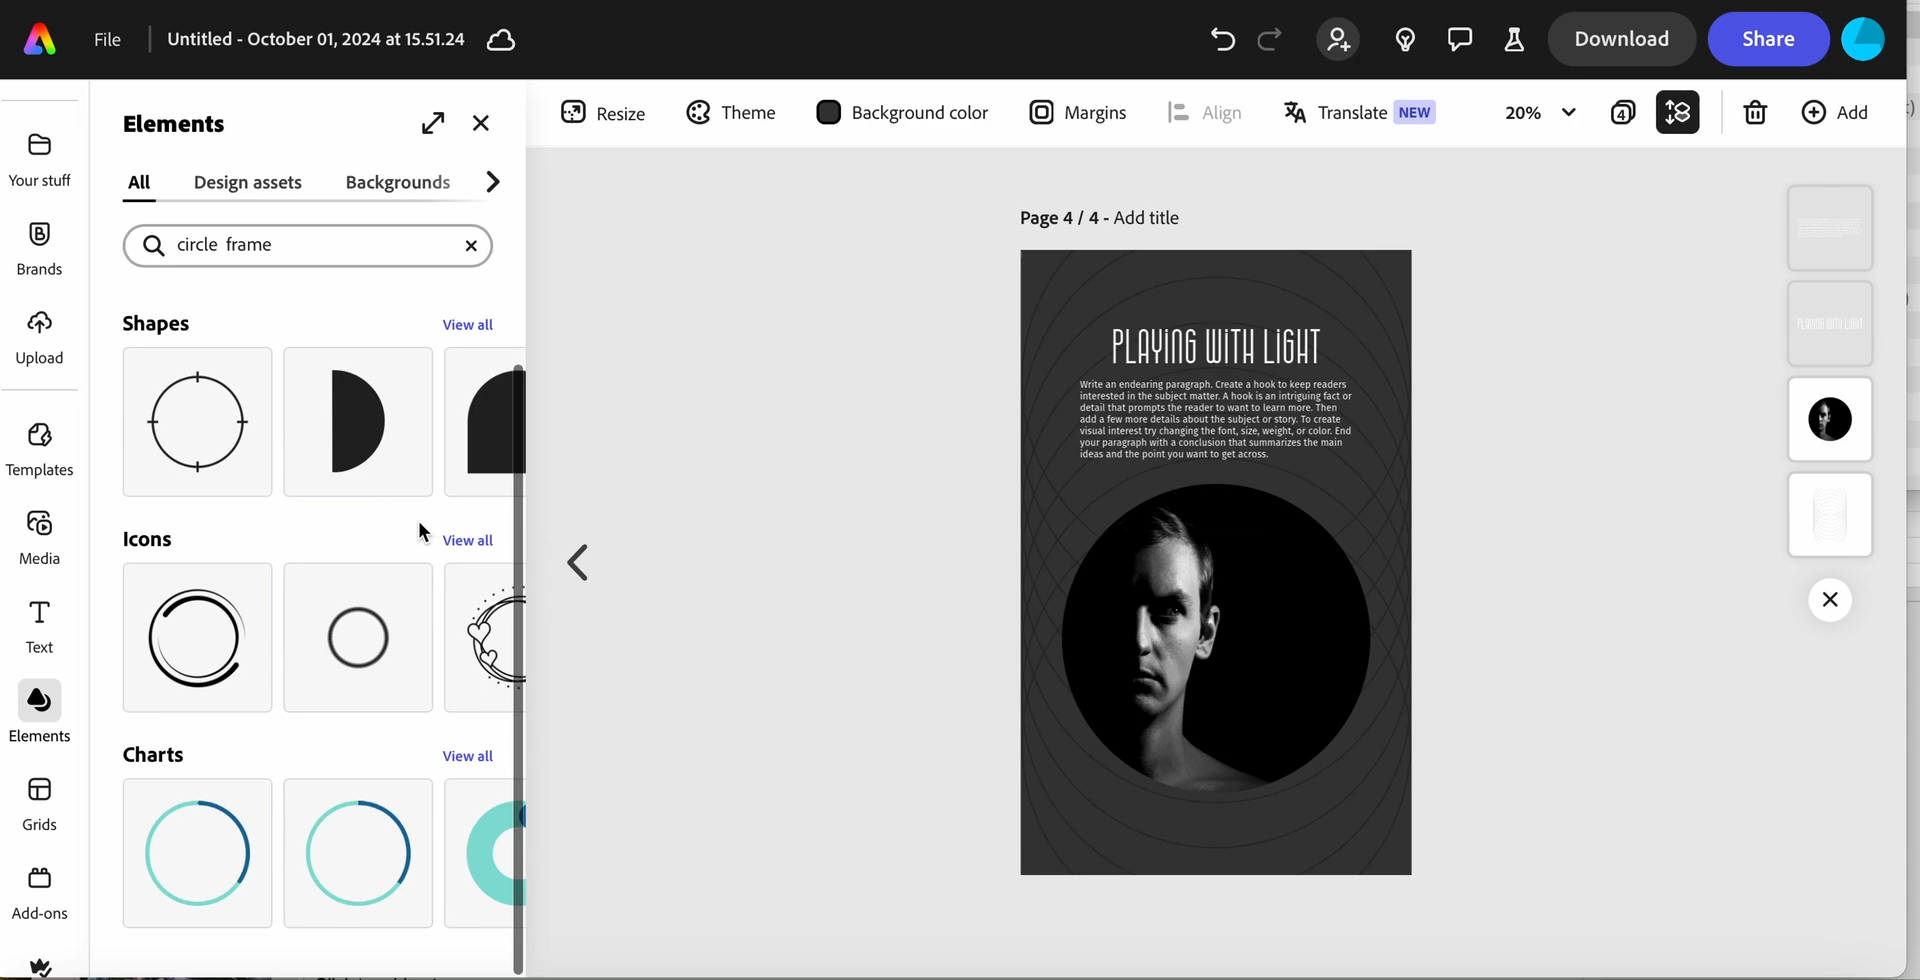 File
Untitled - October 01, 2024 at 15.51.24
Download
Share
Elements
Resize
Theme
Background color
Margins
Align
Translate NEW
20%
4
Add
All
Design assets
Backgrounds
circle frame
Your stuff
Brands
Upload
Templates
Media
Text
Elements
Grids
Add-ons
Shapes
View all
Icons
View all
Charts
View all
Page 4 / 4 - Add title
PLAYING WITH LIGHT
Write an endearing paragraph. Create a hook to keep readers
interested in the subject matter. A hook is an intriguing fact or
detail that prompts the reader to want to learn more. Then
add a few more details about the subject or story. To create
visual interest try changing the font, size, weight, or color. End
your paragraph with a conclusion that summarizes the main
ideas and the point you want to get across.
PLAYING WITH LIGHT